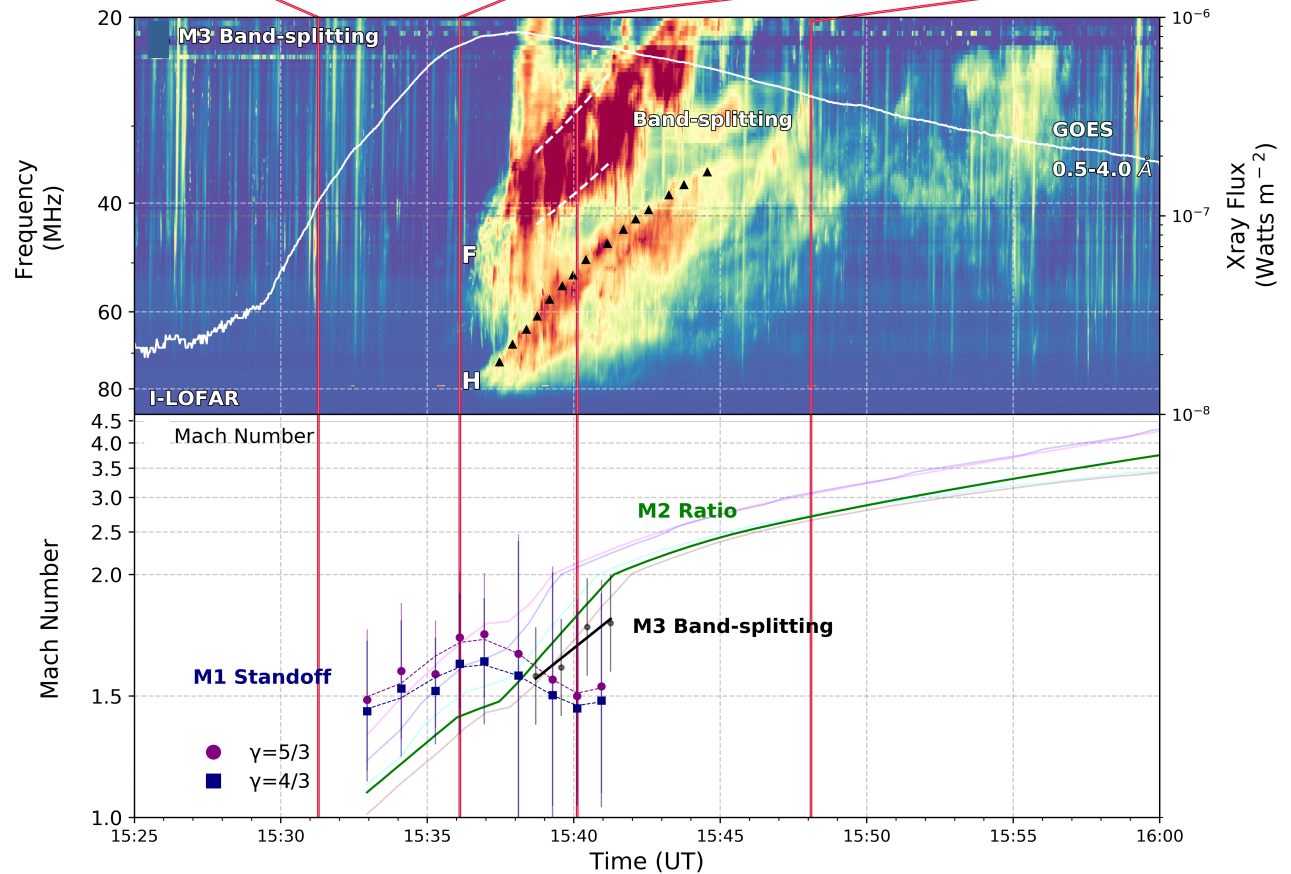 20
M3 Band-splitting
10⁻⁶
Band-splitting
GOES
0.5-4.0 Å
Frequency
(MHz)
40
10⁻⁷
Xray Flux
(Watts m⁻²)
F
60
H
80
I-LOFAR
10⁻⁸
4.5
Mach Number
4.0
3.5
3.0
M2 Ratio
2.5
2.0
Mach Number
M3 Band-splitting
M1 Standoff
1.5
γ=5/3
γ=4/3
1.0
15:25 15:30 15:35 15:40 15:45 15:50 15:55 16:00
Time (UT)